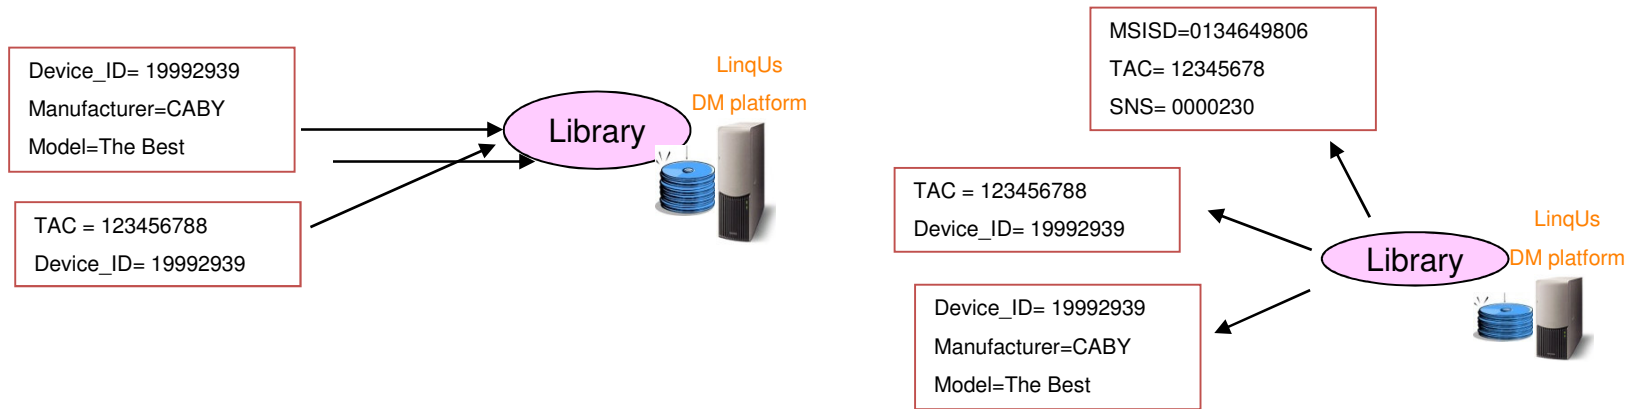 Device_ID= 19992939
Manufacturer=CABY
Model=The Best
TAC = 123456788
Device_ID= 19992939
Library
LinqUs
DM platform
MSISD=0134649806
TAC= 12345678
SNS= 0000230
TAC = 123456788
Device_ID= 19992939
Device_ID= 19992939
Manufacturer=CABY
Model=The Best
Library
LinqUs
DM platform